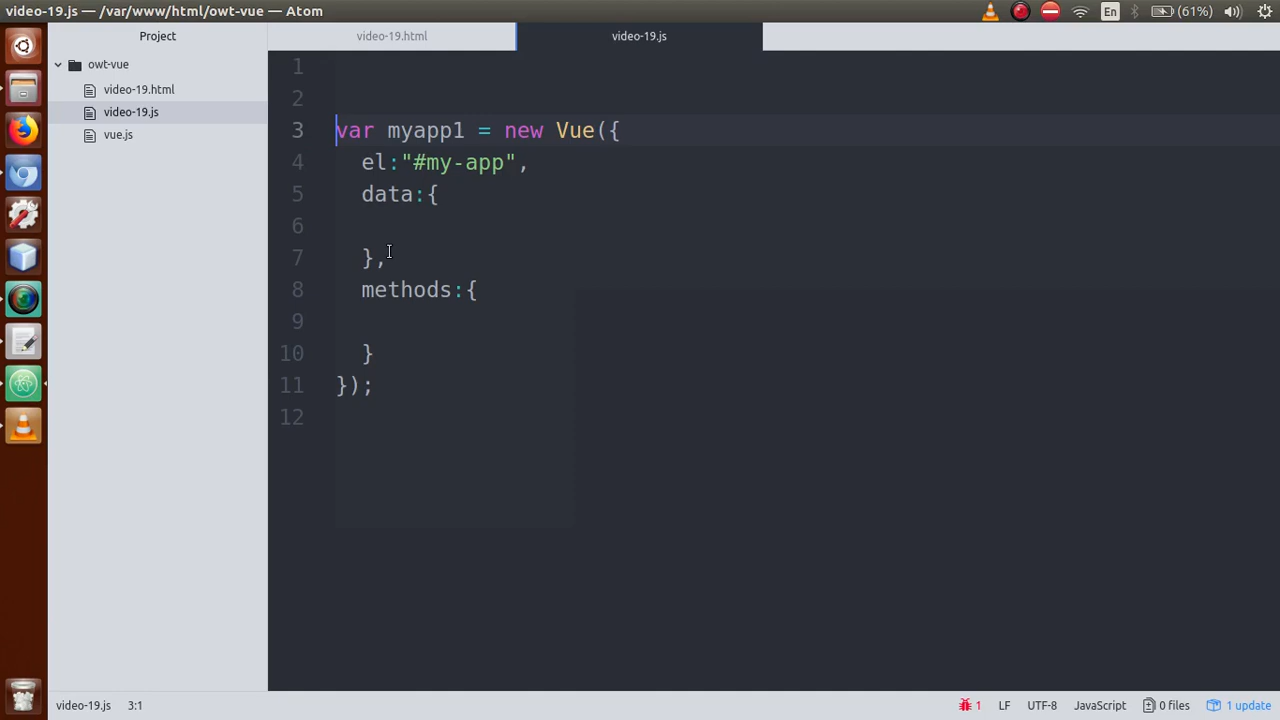 video-19.js — /var/www/html/owt-vue — Atom
En
(61%)
Project
video-19.html
video-19.js
owt-vue
video-19.html
video-19.js
vue.js
1
2
3 var myapp1 = new Vue({
4 el:"#my-app",
5 data:{
6
7 },
8 methods:{
9
10 }
11 });
12
video-19.js 3:1
1 LF UTF-8 JavaScript 0 files 1 update